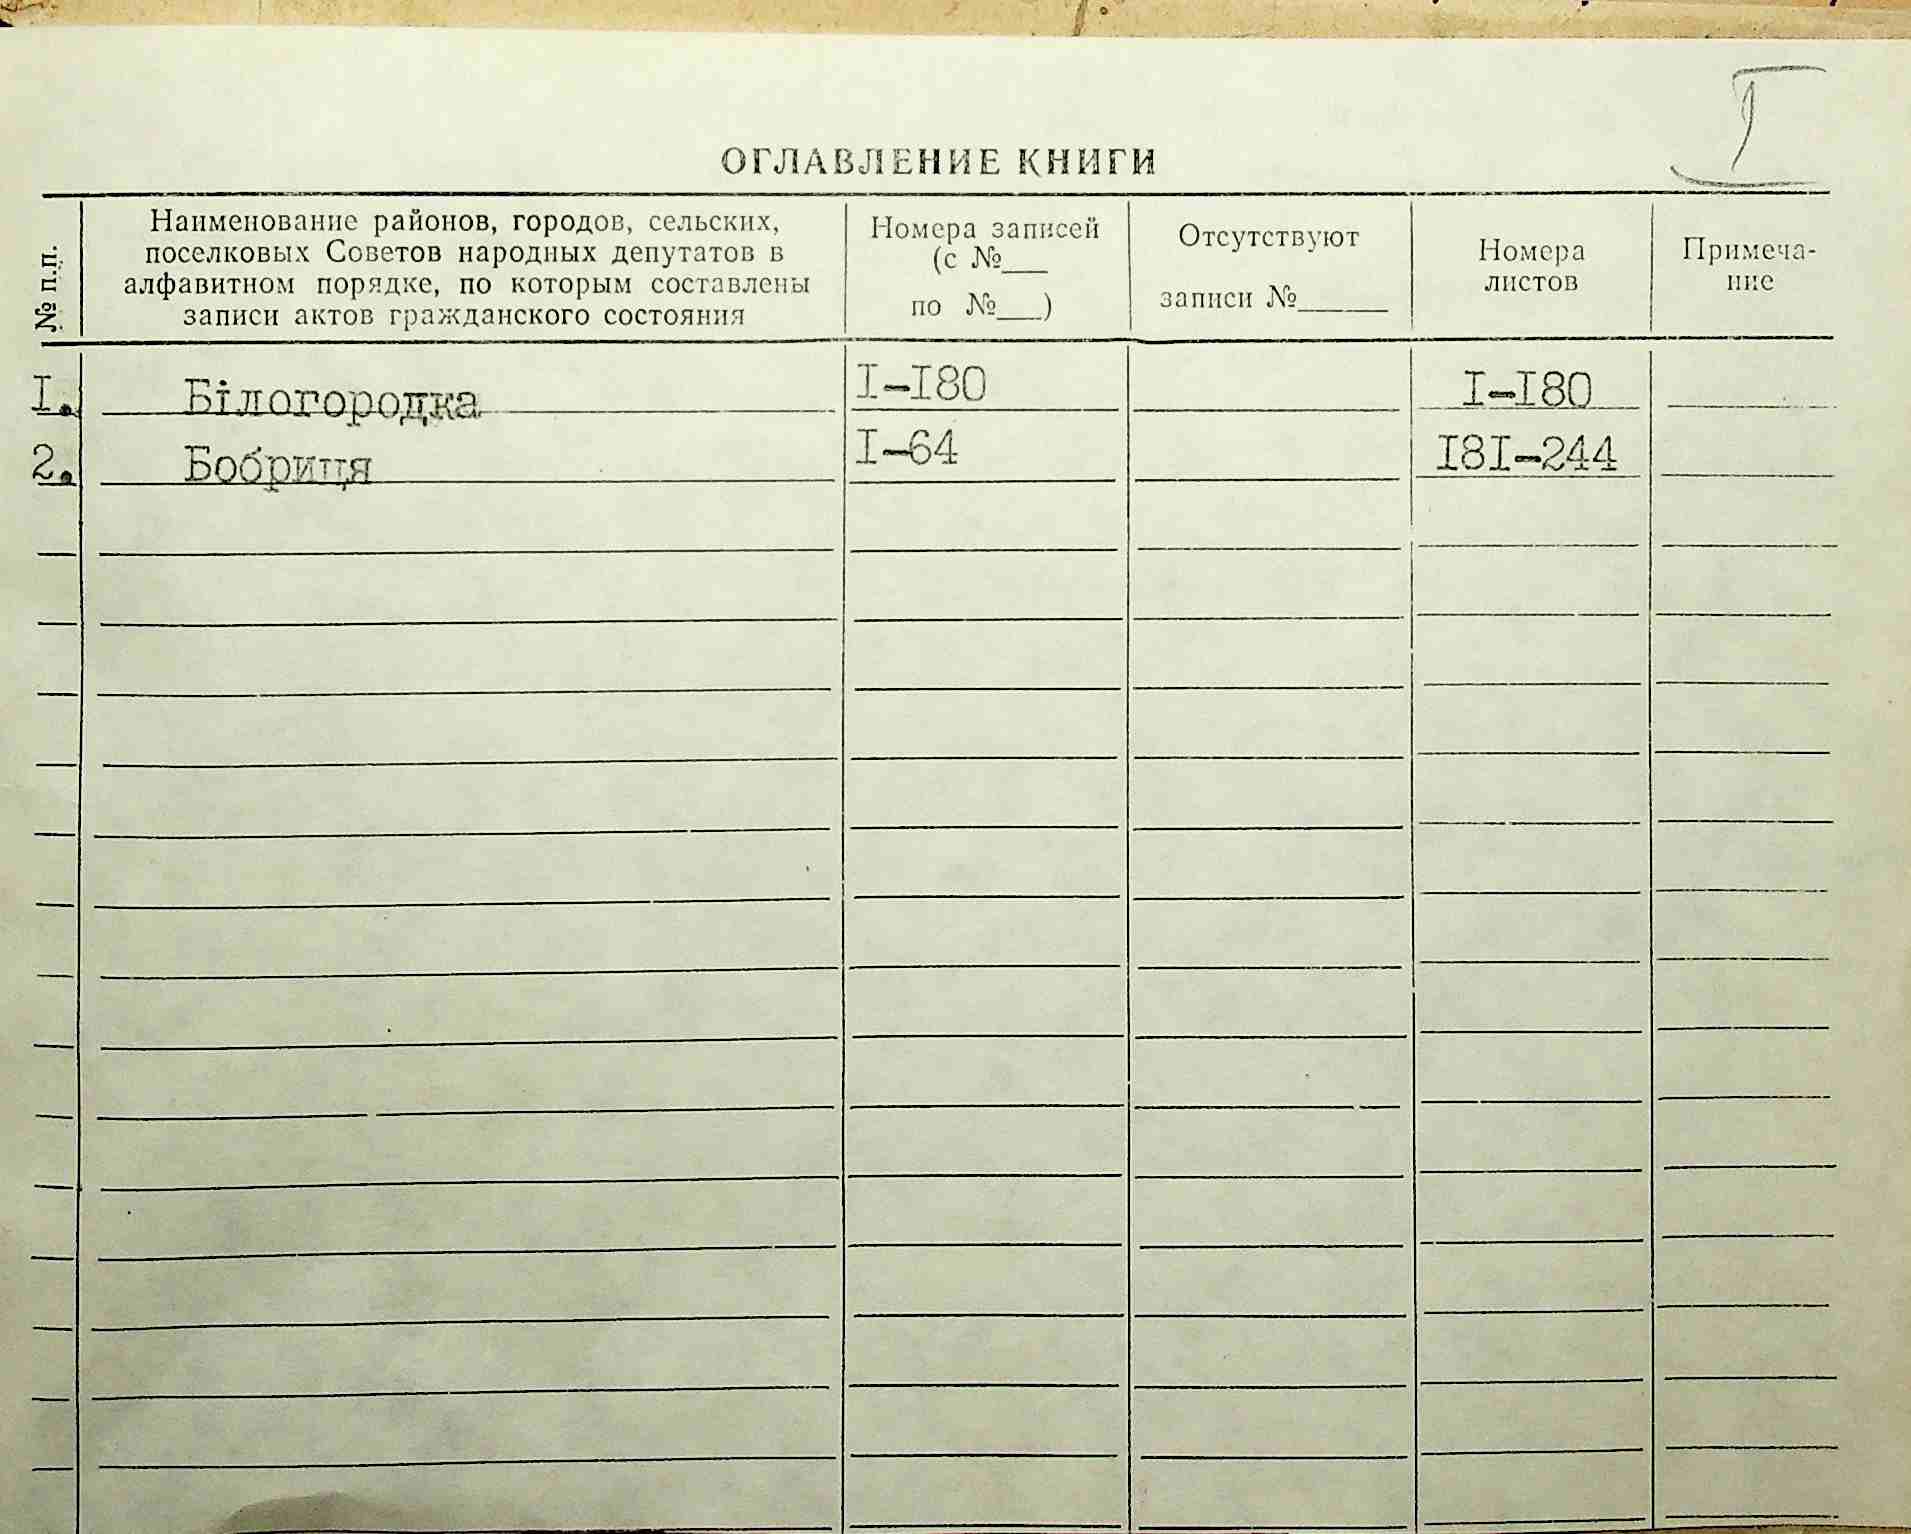 I
ОГЛАВЛЕНИЕ КНИГИ
№ п.п.
Наименование районов, городов, сельских,
поселковых Советов народных депутатов в
алфавитном порядке, по которым составлены
записи актов гражданского состояния
Номера записей
(с №___
по №___)
Отсутствуют
записи №______
Номера
листов
Примеча-
ние
I. Білогородка I-I80 I-I80
2. Бобриця I-64 I8I-244